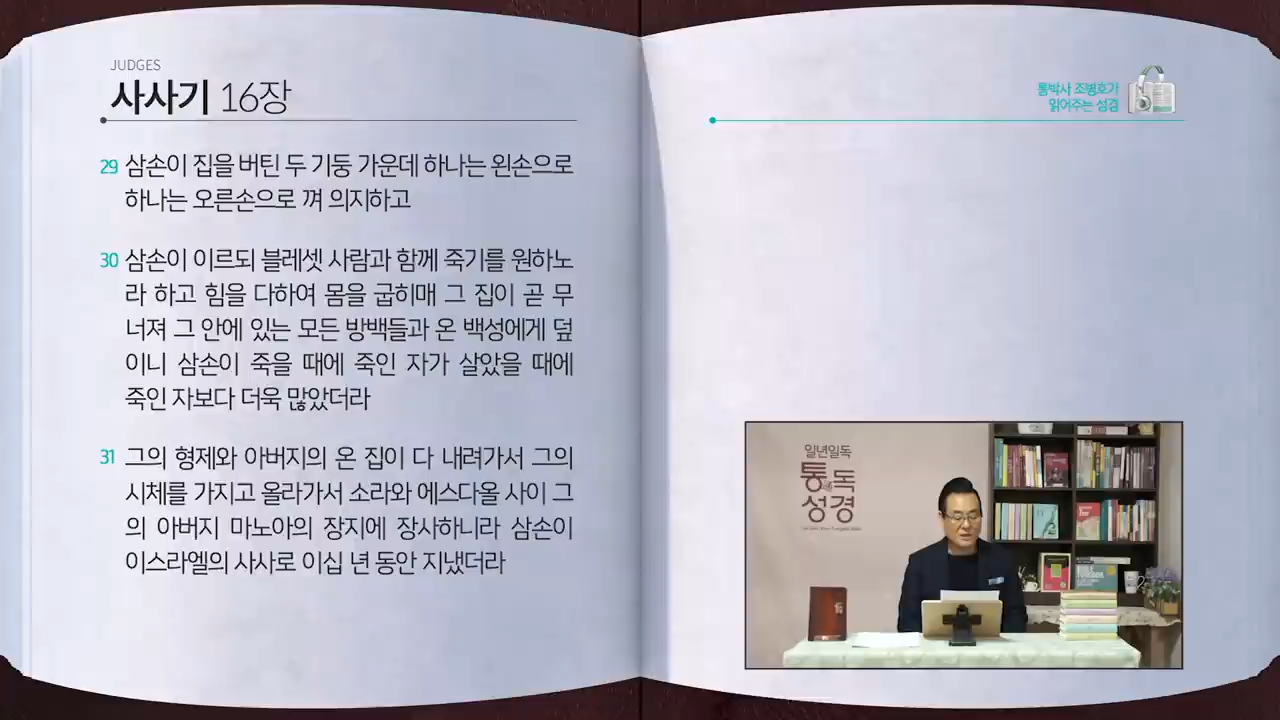 JUDGES
사사기 16장
29 삼손이 집을 버틴 두 기둥 가운데 하나는 왼손으로
하나는 오른손으로 껴 의지하고
30 삼손이 이르되 블레셋 사람과 함께 죽기를 원하노
라 하고 힘을 다하여 몸을 굽히매 그 집이 곧 무
너져 그 안에 있는 모든 방백들과 온 백성에게 덮
이니 삼손이 죽을 때에 죽인 자가 살았을 때에
죽인 자보다 더욱 많았더라
31 그의 형제와 아버지의 온 집이 다 내려가서 그의
시체를 가지고 올라가서 소라와 에스다올 사이 그
의 아버지 마노아의 장지에 장사하니라 삼손이
이스라엘의 사사로 이십 년 동안 지냈더라
통박사 조병호가
읽어주는 성경
일년일독
통독
성경